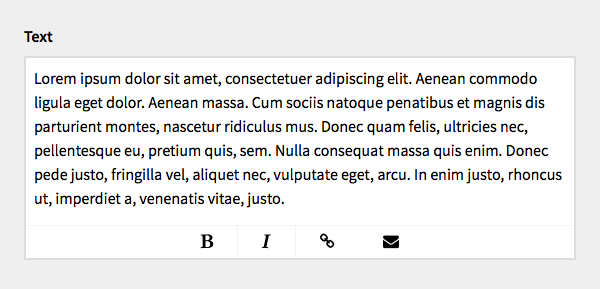 Text
Lorem ipsum dolor sit amet, consectetuer adipiscing elit. Aenean commodo
ligula eget dolor. Aenean massa. Cum sociis natoque penatibus et magnis dis
parturient montes, nascetur ridiculus mus. Donec quam felis, ultricies nec,
pellentesque eu, pretium quis, sem. Nulla consequat massa quis enim. Donec
pede justo, fringilla vel, aliquet nec, vulputate eget, arcu. In enim justo, rhoncus
ut, imperdiet a, venenatis vitae, justo.
B I